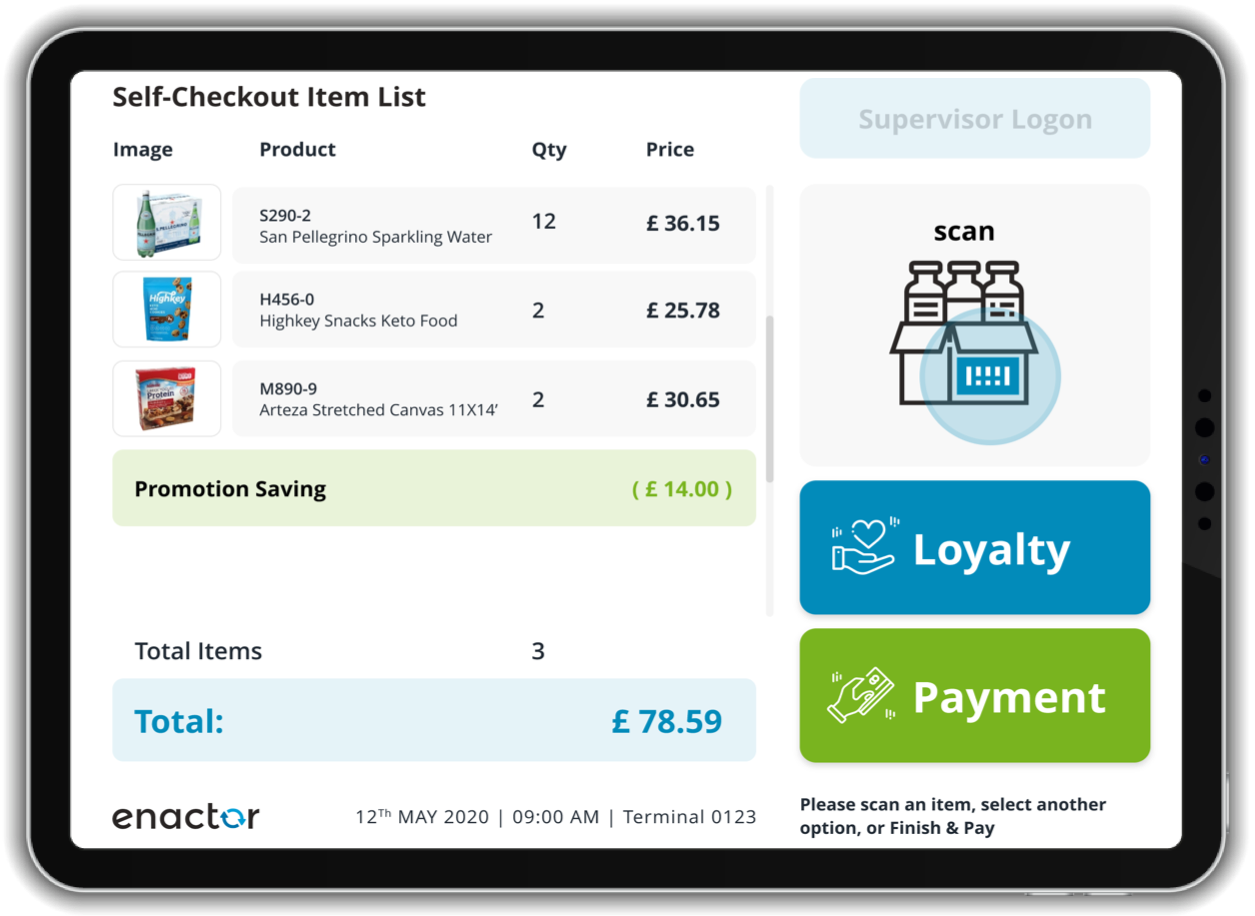 Self-Checkout Item List
Supervisor Logon
Image Product Qty Price
S290-2
San Pellegrino Sparkling Water
12 £ 36.15
H456-0
Highkey Snacks Keto Food
2 £ 25.78
M890-9
Arteza Stretched Canvas 11X14’
2 £ 30.65
Highkey
Protein
Promotion Saving ( £ 14.00 )
scan
Loyalty
Payment
Total Items 3
Total: £ 78.59
enactor
12Th MAY 2020 | 09:00 AM | Terminal 0123
Please scan an item, select another
option, or Finish & Pay